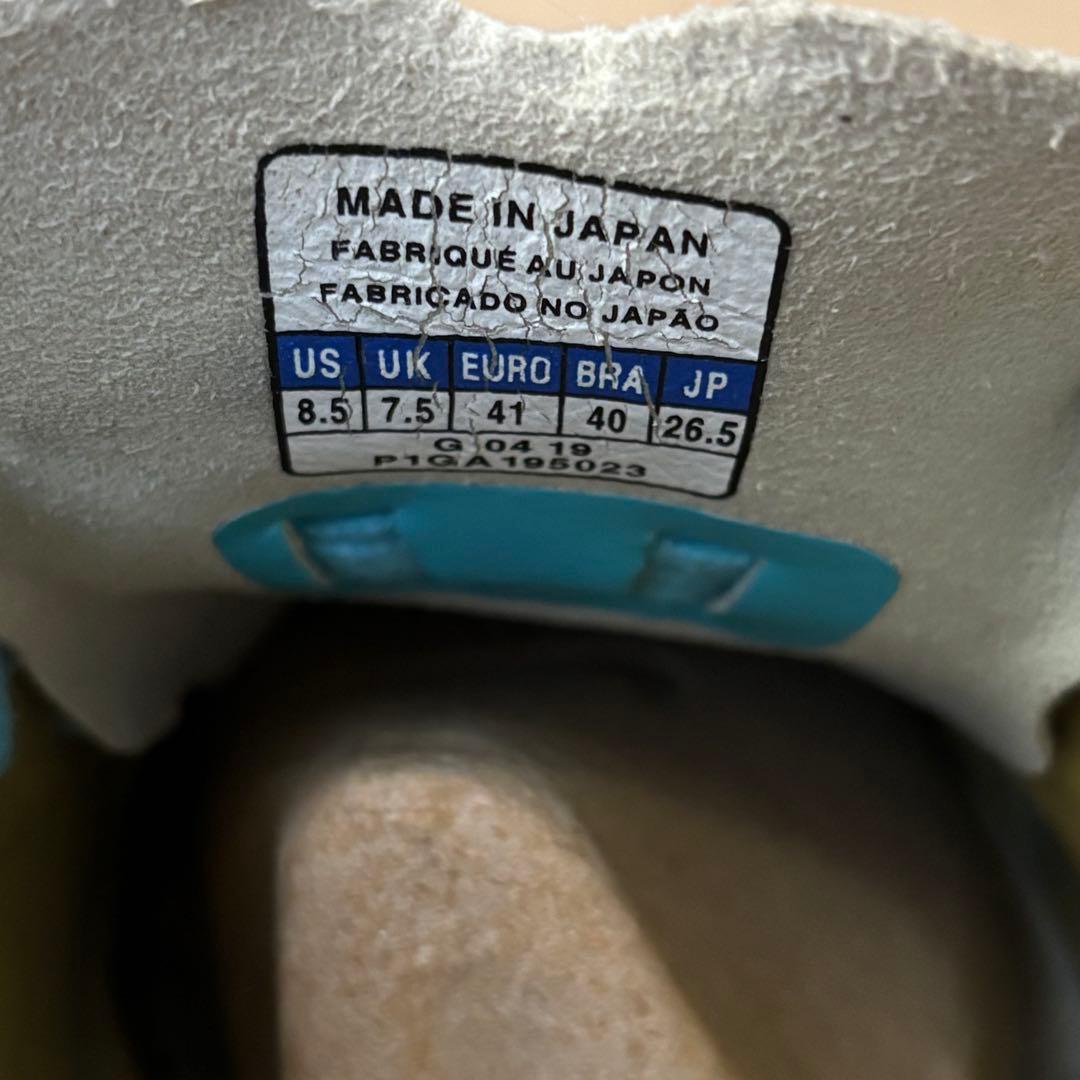 MADE IN JAPAN
FABRIQUÉ AU JAPON
FABRICADO NO JAPÃO
US UK EURO BRA JP
8.5 7.5 41 40 26.5
G 04 19
P1GA195023